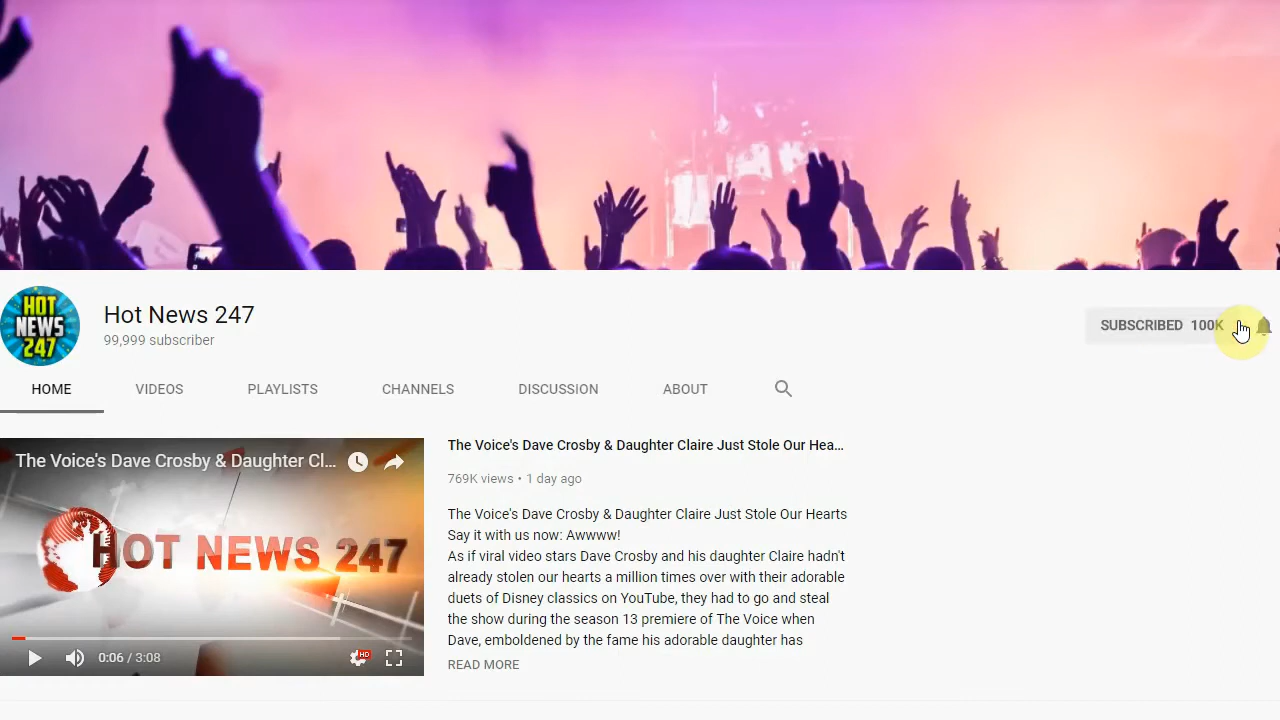 HOT
NEWS
247
Hot News 247
99,999 subscriber
SUBSCRIBED 100K
HOME
VIDEOS
PLAYLISTS
CHANNELS
DISCUSSION
ABOUT
The Voice's Dave Crosby & Daughter Cl...
HOT NEWS 247
0:06 / 3:08
HD
The Voice's Dave Crosby & Daughter Claire Just Stole Our Hea...
769K views • 1 day ago
The Voice's Dave Crosby & Daughter Claire Just Stole Our Hearts
Say it with us now: Awwww!
As if viral video stars Dave Crosby and his daughter Claire hadn't
already stolen our hearts a million times over with their adorable
duets of Disney classics on YouTube, they had to go and steal
the show during the season 13 premiere of The Voice when
Dave, emboldened by the fame his adorable daughter has
READ MORE